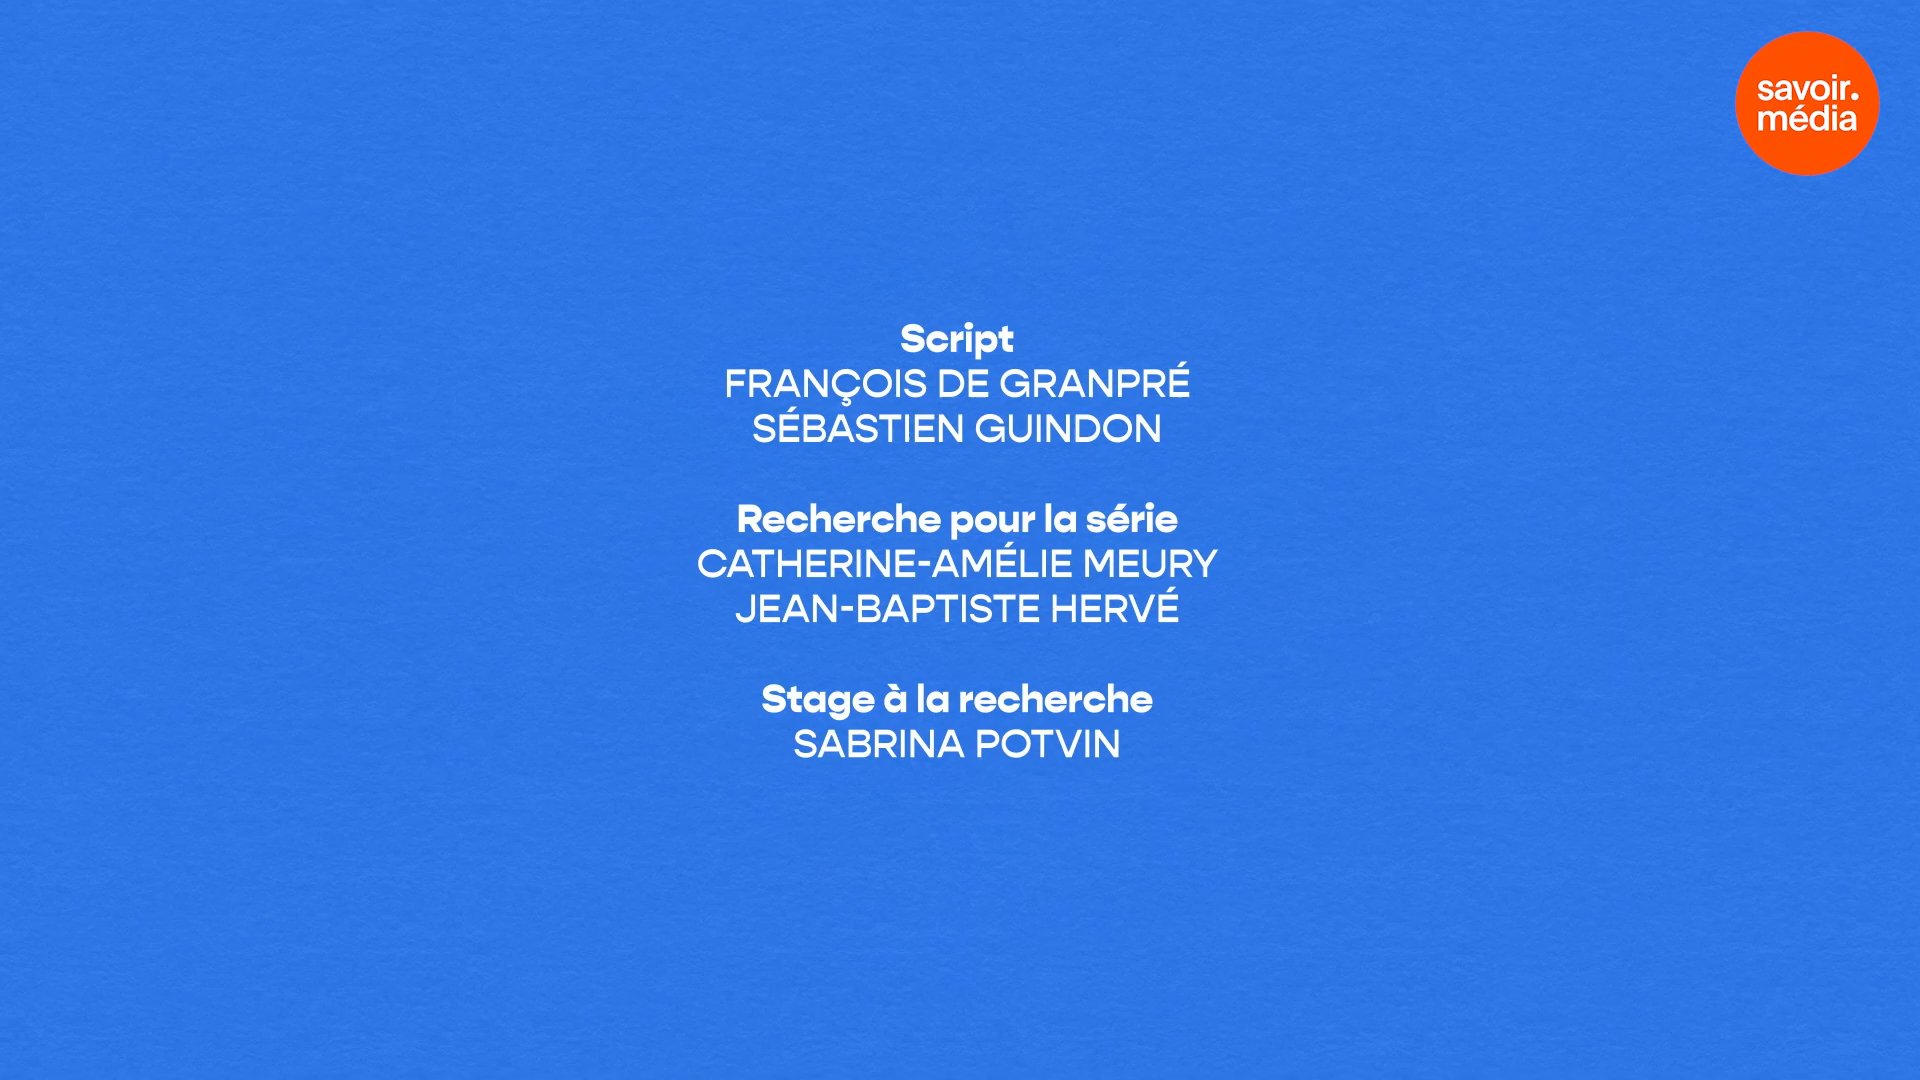 savoir.
média
Script
FRANÇOIS DE GRANPRÉ
SÉBASTIEN GUINDON
Recherche pour la série
CATHERINE-AMÉLIE MEURY
JEAN-BAPTISTE HERVÉ
Stage à la recherche
SABRINA POTVIN